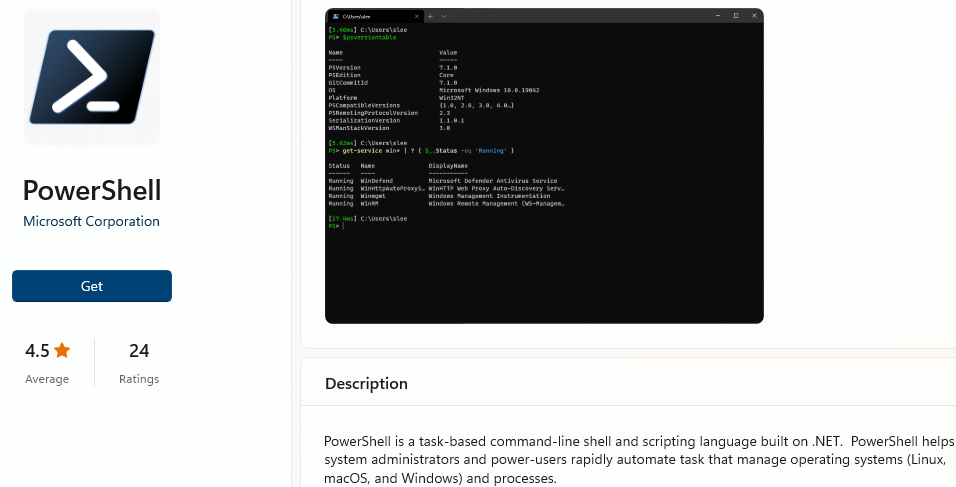 PowerShell
Microsoft Corporation
Get
4.5
24
Average
Ratings
C:\Users\slee
[3.46ms] C:\Users\slee
PS> $psversiontable
Name Value
---- -----
PSVersion 7.1.0
PSEdition Core
GitCommitId 7.1.0
OS Microsoft Windows 10.0.19042
Platform Win32NT
PSCompatibleVersions {1.0, 2.0, 3.0, 4.0…}
PSRemotingProtocolVersion 2.3
SerializationVersion 1.1.0.1
WSManStackVersion 3.0
[5.62ms] C:\Users\slee
PS> get-service win* | ? { $_.Status -eq 'Running' }
Status Name DisplayName
------ ---- -----------
Running WinDefend Microsoft Defender Antivirus Service
Running WinHttpAutoProxyS… WinHTTP Web Proxy Auto-Discovery Serv…
Running Winmgmt Windows Management Instrumentation
Running WinRM Windows Remote Management (WS-Managem…
[17.4ms] C:\Users\slee
PS>
Description
PowerShell is a task-based command-line shell and scripting language built on .NET. PowerShell helps
system administrators and power-users rapidly automate task that manage operating systems (Linux,
macOS, and Windows) and processes.